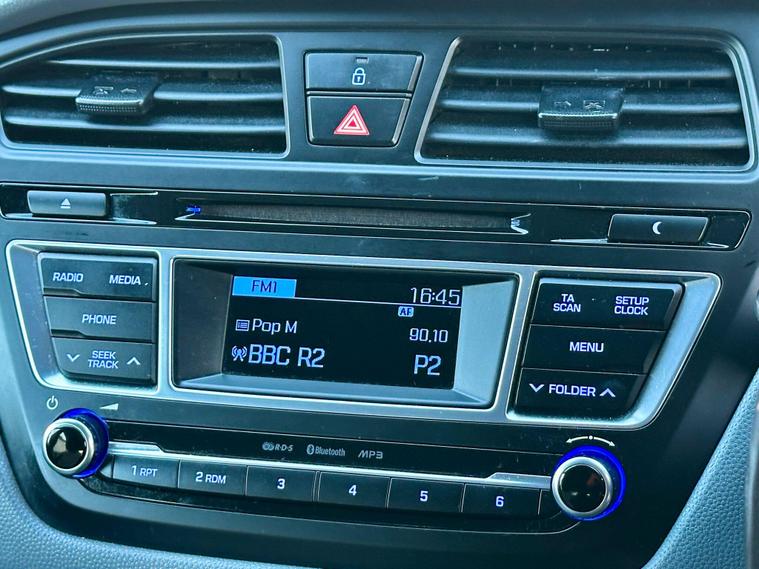 FM1
16:45
AF
Pop M
90.10
BBC R2
P2
RADIO MEDIA
PHONE
SEEK
TRACK
TA
SCAN
SETUP
CLOCK
MENU
FOLDER
R·D·S
Bluetooth
MP3
1 RPT
2 RDM
3
4
5
6